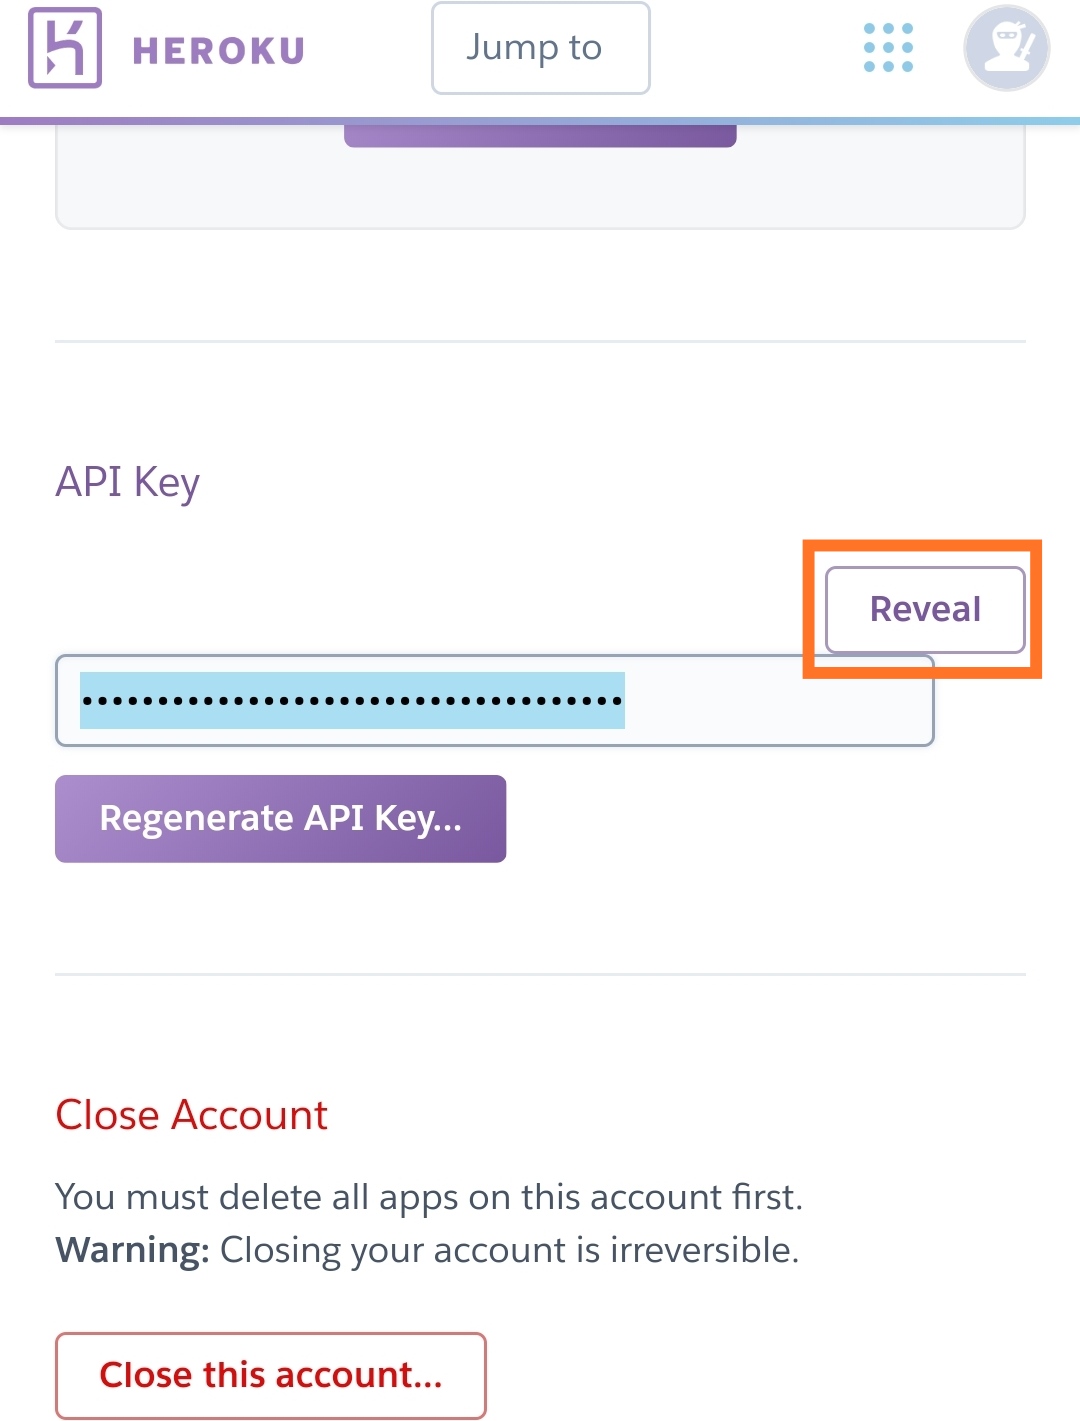 HEROKU
Jump to
API Key
Reveal
••••••••••••••••••••••••••••••••••••
Regenerate API Key...
Close Account
You must delete all apps on this account first.
Warning: Closing your account is irreversible.
Close this account...